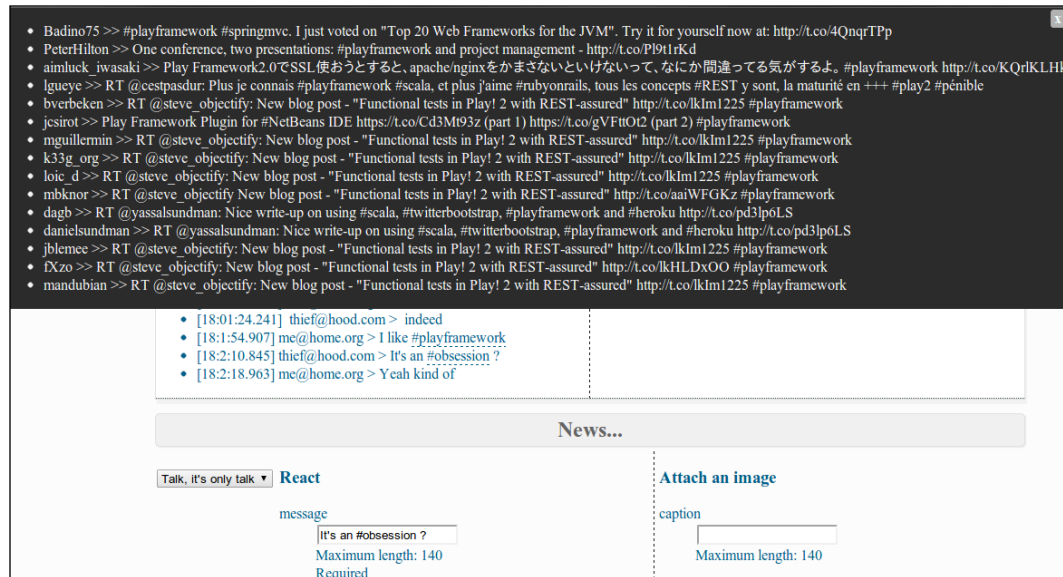 x
Badino75 >> #playframework #springmvc. I just voted on "Top 20 Web Frameworks for the JVM". Try it for yourself now at: http://t.co/4QnqrTPp
PeterHilton >> One conference, two presentations: #playframework and project management - http://t.co/Pl9t1rKd
aimluck_iwasaki >> Play Framework2.0でSSL使おうとすると、apache/nginxをかまさないといけないって、なにか間違ってる気がするよ。 #playframework http://t.co/KQrlKLHk
lgueye >> RT @cestpasdur: Plus je connais #playframework #scala, et plus j'aime #rubyonrails, tous les concepts #REST y sont, la maturité en +++ #play2 #pénible
bverbeken >> RT @steve_objectify: New blog post - "Functional tests in Play! 2 with REST-assured" http://t.co/lkIm1225 #playframework
jcsirot >> Play Framework Plugin for #NetBeans IDE https://t.co/Cd3Mt93z (part 1) https://t.co/gVFttOt2 (part 2) #playframework
mguillermin >> RT @steve_objectify: New blog post - "Functional tests in Play! 2 with REST-assured" http://t.co/lkIm1225 #playframework
k33g_org >> RT @steve_objectify: New blog post - "Functional tests in Play! 2 with REST-assured" http://t.co/lkIm1225 #playframework
loic_d >> RT @steve_objectify: New blog post - "Functional tests in Play! 2 with REST-assured" http://t.co/lkIm1225 #playframework
mbknor >> RT @steve_objectify New blog post - "Functional tests in Play! 2 with REST-assured" http://t.co/aaiWFGKz #playframework
dagb >> RT @yassalsundman: Nice write-up on using #scala, #twitterbootstrap, #playframework and #heroku http://t.co/pd3lp6LS
danielsundman >> RT @yassalsundman: Nice write-up on using #scala, #twitterbootstrap, #playframework and #heroku http://t.co/pd3lp6LS
jblemee >> RT @steve_objectify: New blog post - "Functional tests in Play! 2 with REST-assured" http://t.co/lkIm1225 #playframework
fXzo >> RT @steve_objectify: New blog post - "Functional tests in Play! 2 with REST-assured" http://t.co/lkHLDxOO #playframework
mandubian >> RT @steve_objectify: New blog post - "Functional tests in Play! 2 with REST-assured" http://t.co/lkIm1225 #playframework
[18:01:24.241] thief@hood.com > indeed
[18:1:54.907] me@home.org > I like #playframework
[18:2:10.845] thief@hood.com > It's an #obsession ?
[18:2:18.963] me@home.org > Yeah kind of
News...
Talk, it's only talk
React
Attach an image
message
caption
It's an #obsession ?
Maximum length: 140
Maximum length: 140
Required